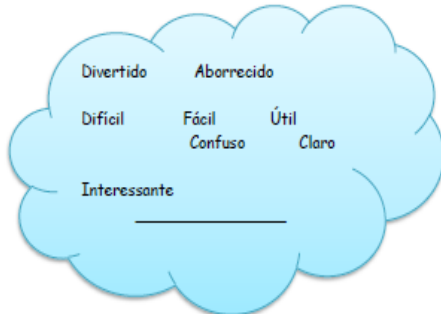 Divertido Aborrecido
Difícil Fácil Útil
Confuso Claro
Interessante